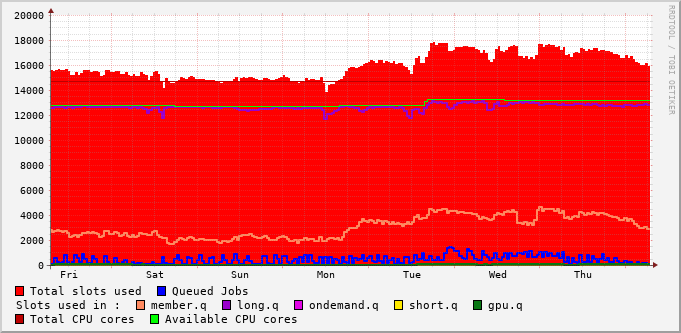 20000
18000
16000
14000
12000
10000
8000
6000
4000
2000
0
Fri Sat Sun Mon Tue Wed Thu
RRDTOOL / TOBI OETIKER
Total slots used Queued Jobs
Slots used in : member.q long.q ondemand.q short.q gpu.q
Total CPU cores Available CPU cores